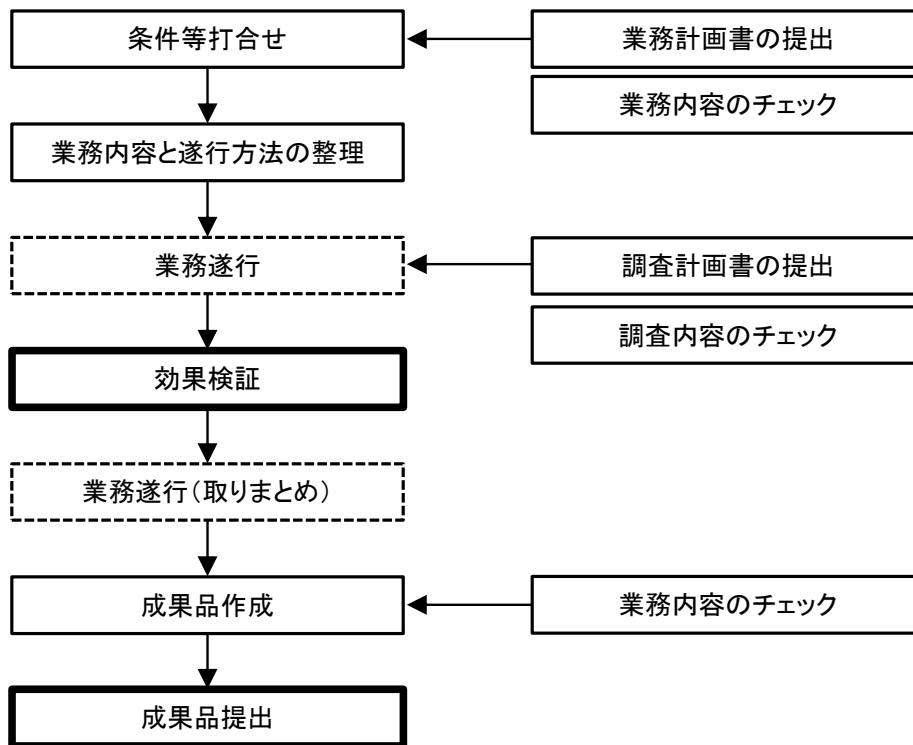 条件等打合せ
業務計画書の提出
業務内容のチェック
業務内容と遂行方法の整理
業務遂行
調査計画書の提出
調査内容のチェック
効果検証
業務遂行（取りまとめ）
成果品作成
業務内容のチェック
成果品提出